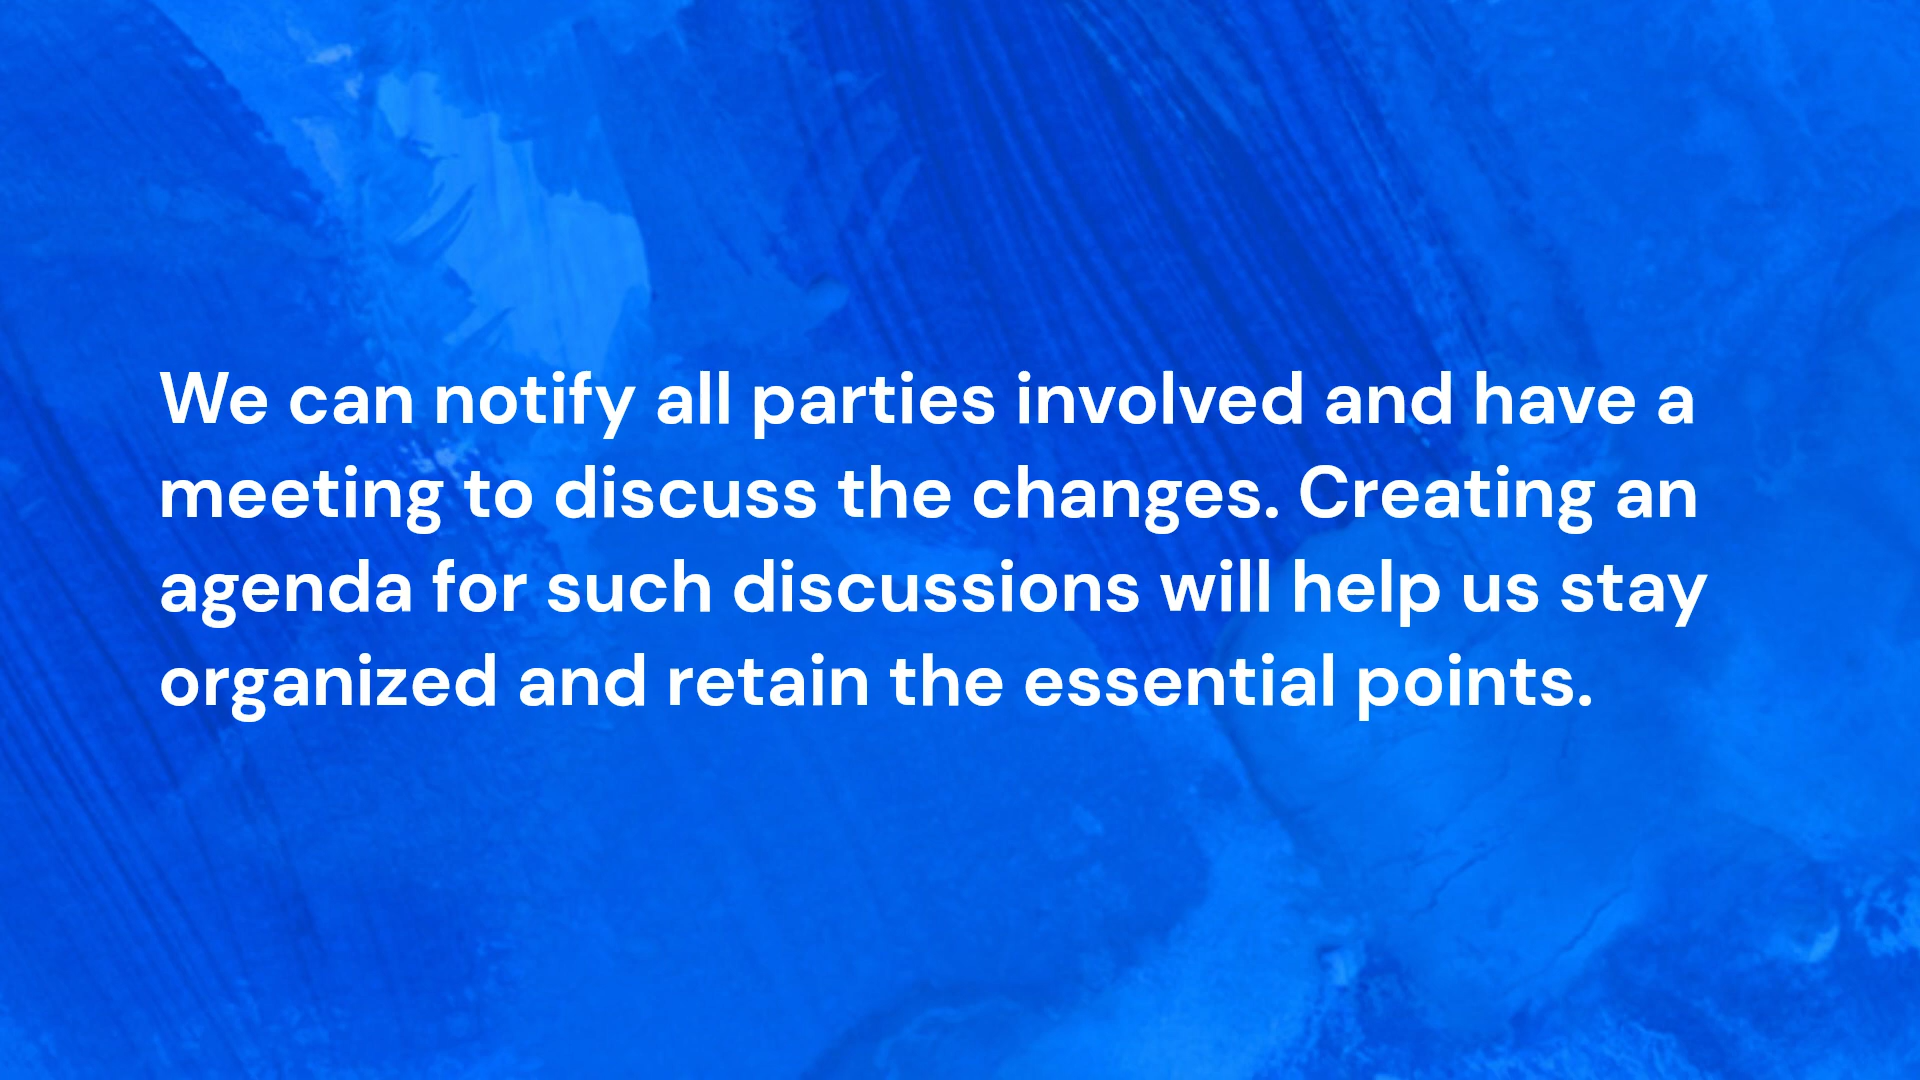 We can notify all parties involved and have a
meeting to discuss the changes. Creating an
agenda for such discussions will help us stay
organized and retain the essential points.